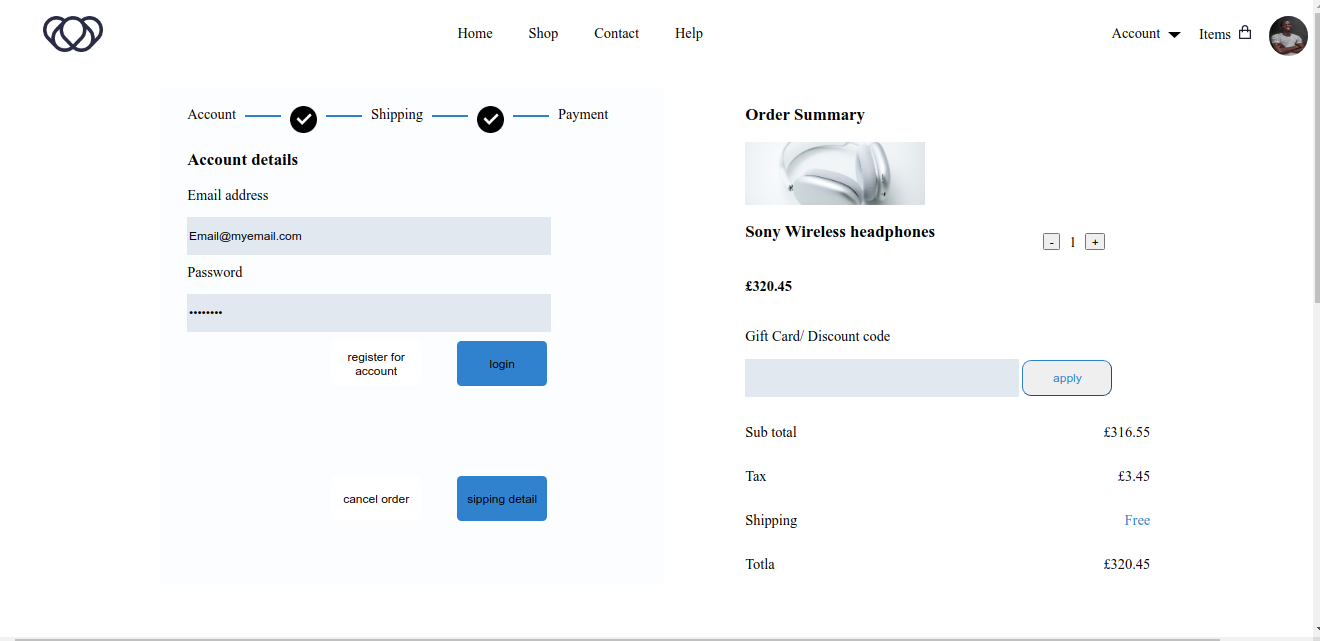 Home Shop Contact Help Account Items
Account Shipping Payment
Account details
Email address
Email@myemail.com
Password
••••••••
register for
account
login
cancel order
sipping detail
Order Summary
Sony Wireless headphones
- 1 +
£320.45
Gift Card/ Discount code
apply
Sub total £316.55
Tax £3.45
Shipping Free
Totla £320.45